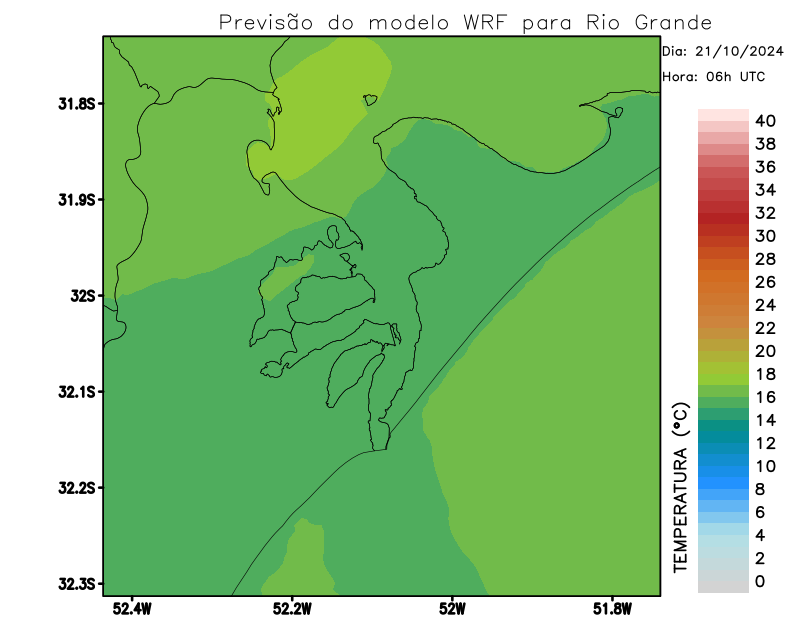 Previsão do modelo WRF para Rio Grande
Dia: 21/10/2024
Hora: 06h UTC
31.8S
31.9S
32S
32.1S
32.2S
32.3S
52.4W
52.2W
52W
51.8W
TEMPERATURA (°C)
40
38
36
34
32
30
28
26
24
22
20
18
16
14
12
10
8
6
4
2
0